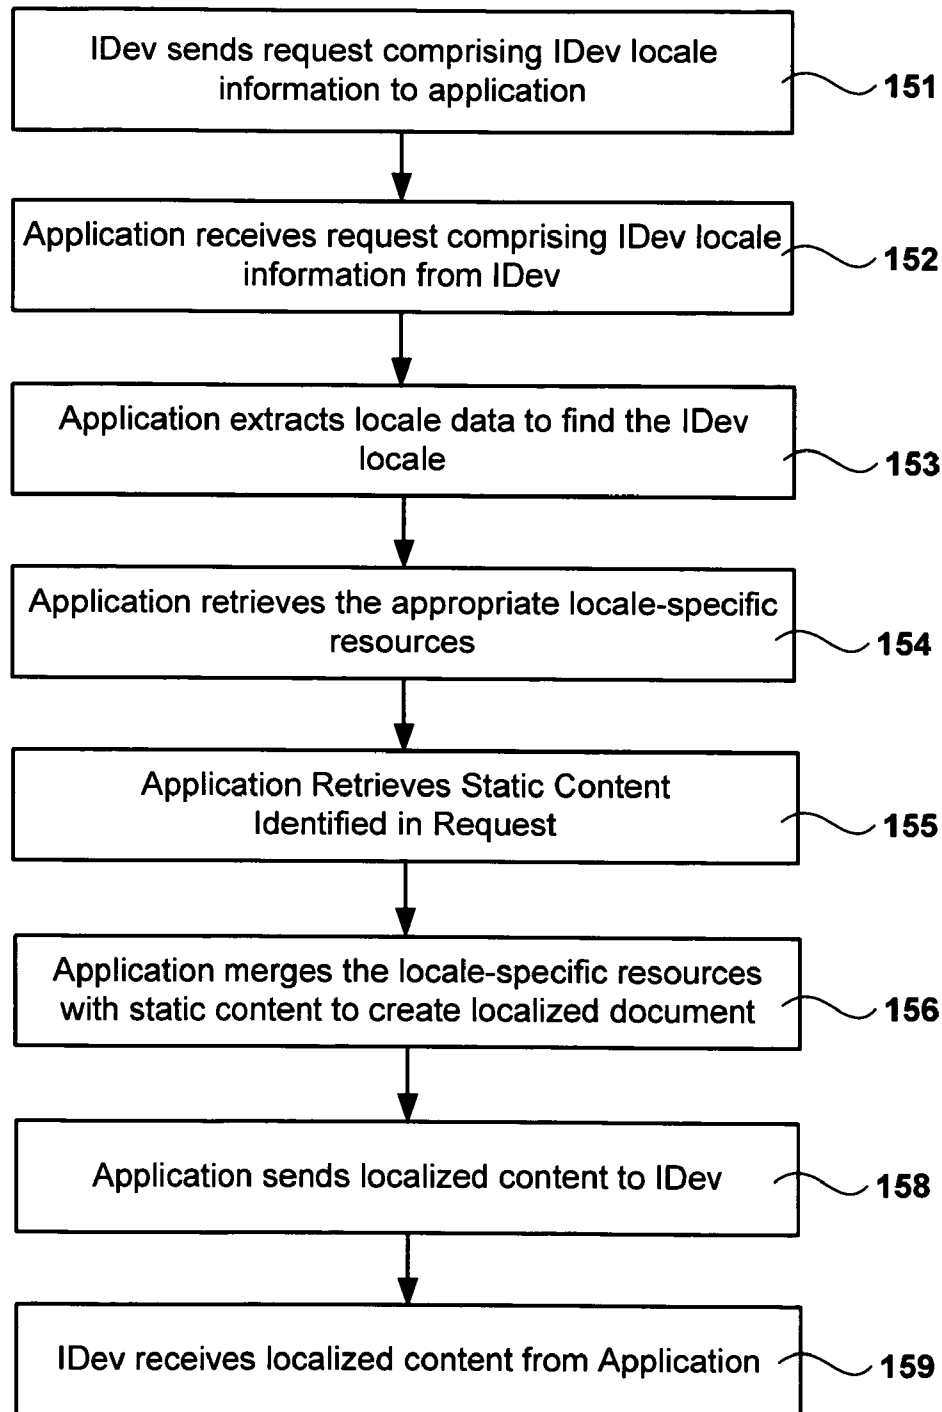 IDev sends request comprising IDev locale
information to application
151
Application receives request comprising IDev locale
information from IDev
152
Application extracts locale data to find the IDev
locale
153
Application retrieves the appropriate locale-specific
resources
154
Application Retrieves Static Content
Identified in Request
155
Application merges the locale-specific resources
with static content to create localized document
156
Application sends localized content to IDev
158
IDev receives localized content from Application
159